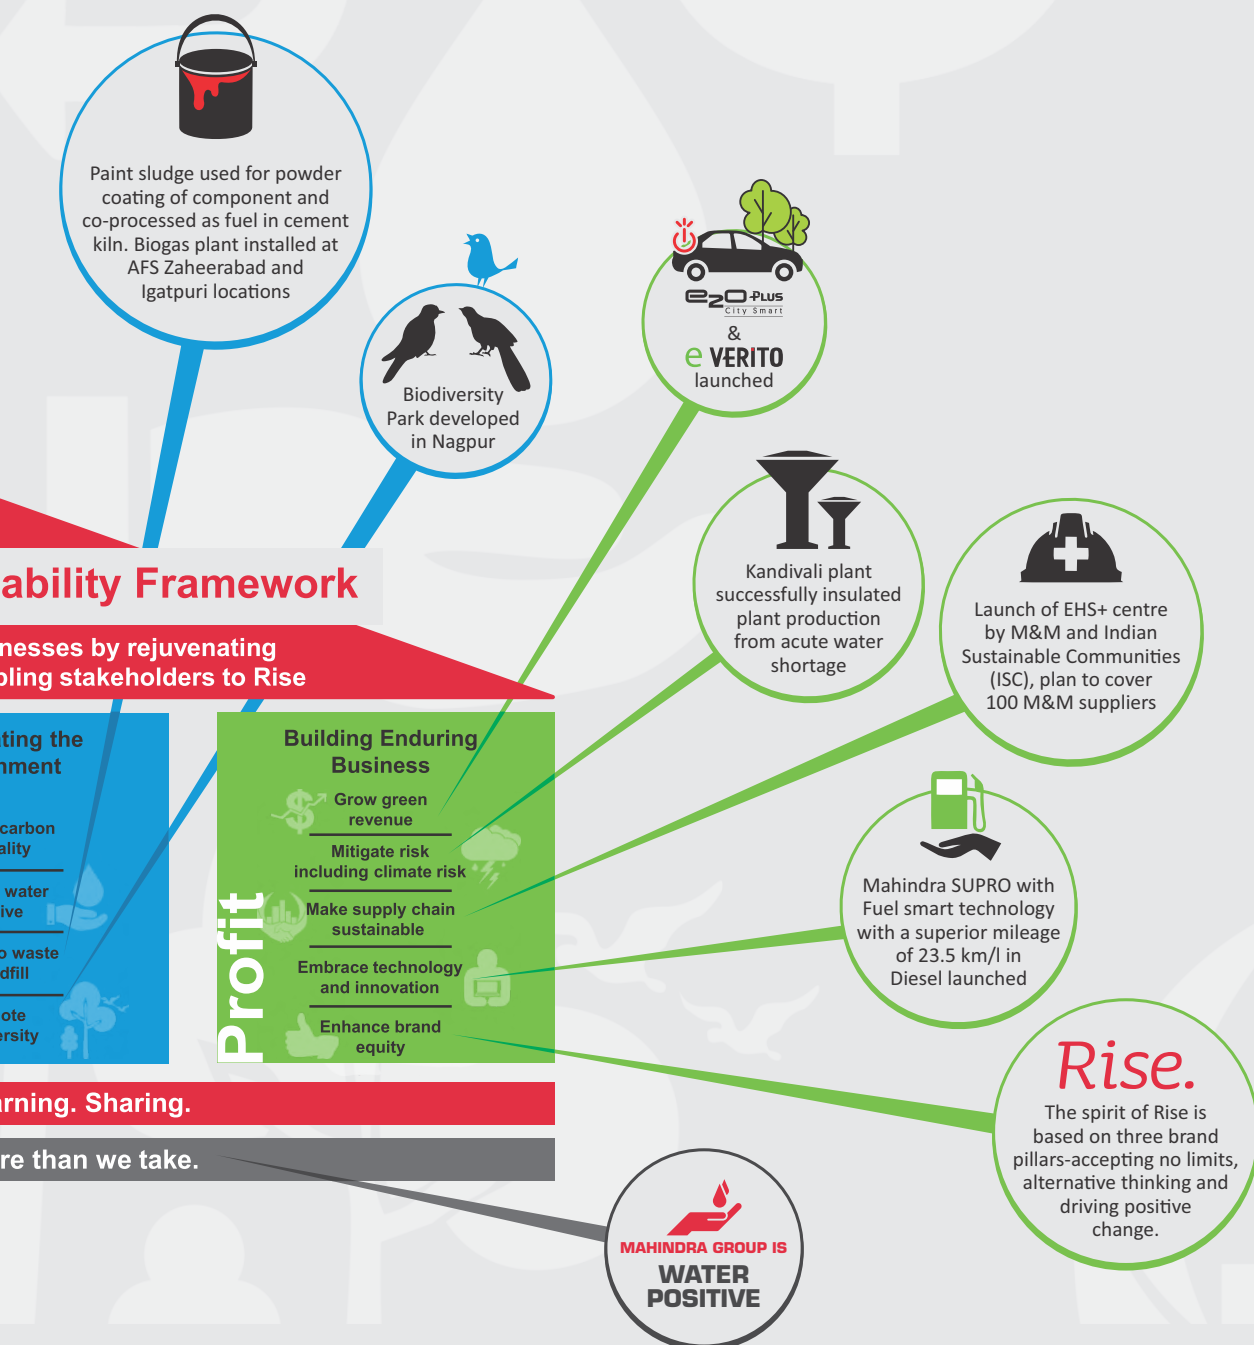 Paint sludge used for powder
coating of component and
co-processed as fuel in cement
kiln. Biogas plant installed at
AFS Zaheerabad and
Igatpuri locations
Biodiversity
Park developed
in Nagpur
e2o PLUS
City Smart
&
e VERITO
launched
Kandivali plant
successfully insulated
plant production
from acute water
shortage
Launch of EHS+ centre
by M&M and Indian
Sustainable Communities
(ISC), plan to cover
100 M&M suppliers
ability Framework
nesses by rejuvenating
bling stakeholders to Rise
ating the
nment
carbon
ality
water
ive
o waste
dfill
ote
ersity
Profit
Building Enduring
Business
Grow green
revenue
Mitigate risk
including climate risk
Make supply chain
sustainable
Embrace technology
and innovation
Enhance brand
equity
Mahindra SUPRO with
Fuel smart technology
with a superior mileage
of 23.5 km/l in
Diesel launched
Rise.
The spirit of Rise is
based on three brand
pillars-accepting no limits,
alternative thinking and
driving positive
change.
arning. Sharing.
re than we take.
MAHINDRA GROUP IS
WATER
POSITIVE